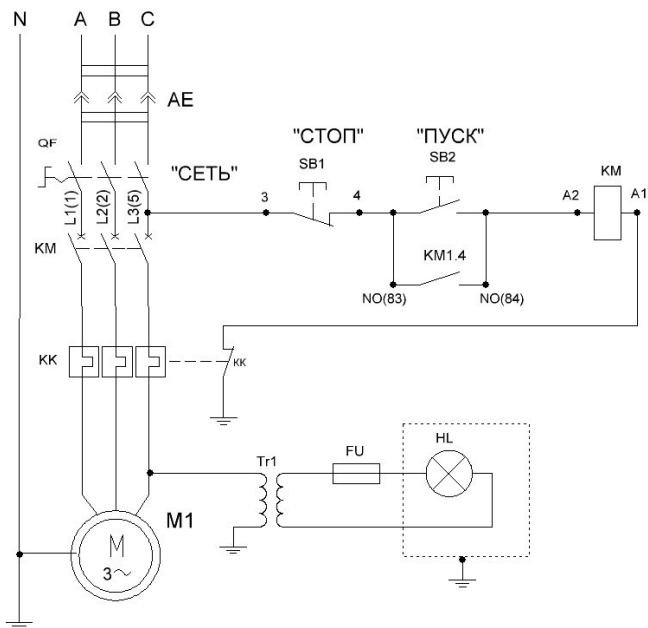 N A B C
AE
QF
"СЕТЬ"
"СТОП" "ПУСК"
SB1 SB2 KM
L1(1) L2(2) L3(5)
3 4 A2 A1
KM
KM1.4
NO(83) NO(84)
KK KK
Tr1 FU HL
M1
M
3~